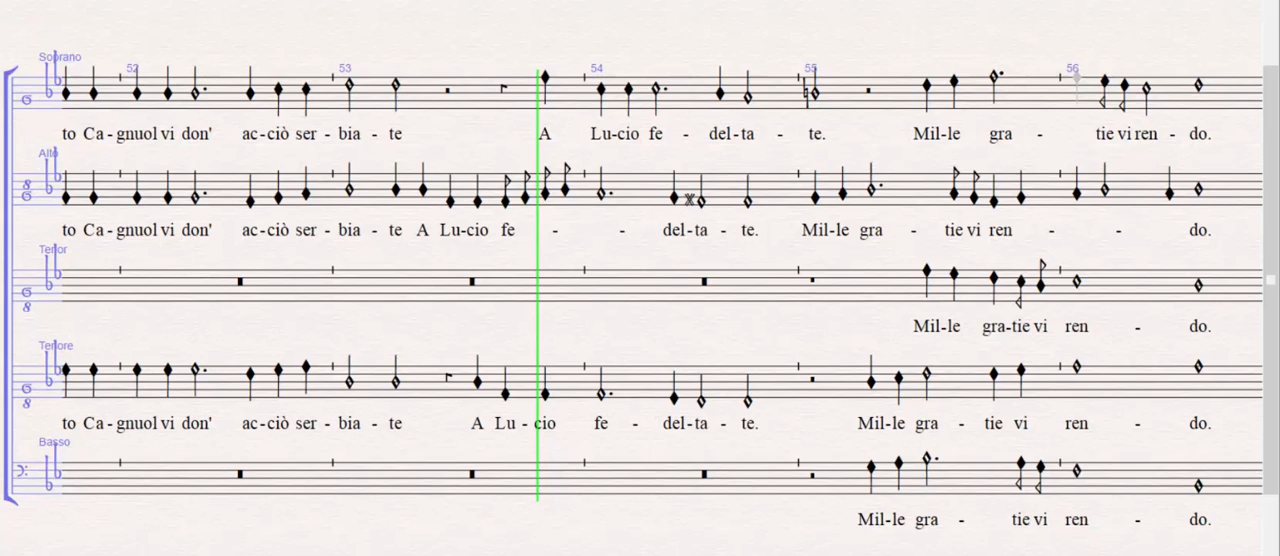 Soprano
52 53 54 55 56
to Ca - gnuol vi don' ac - ciò ser - bia - te A Lu - cio fe - del - ta - te. Mil - le gra - tie vi ren - do.
Alto
to Ca - gnuol vi don' ac - ciò ser - bia - te A Lu - cio fe - - del - ta - te. Mil - le gra - tie vi ren - - do.
Tenor
Mil - le gra - tie vi ren - do.
Tenore
to Ca - gnuol vi don' ac - ciò ser - bia - te A Lu - cio fe - del - ta - te. Mil - le gra - tie vi ren - do.
Basso
Mil - le gra - tie vi ren - do.